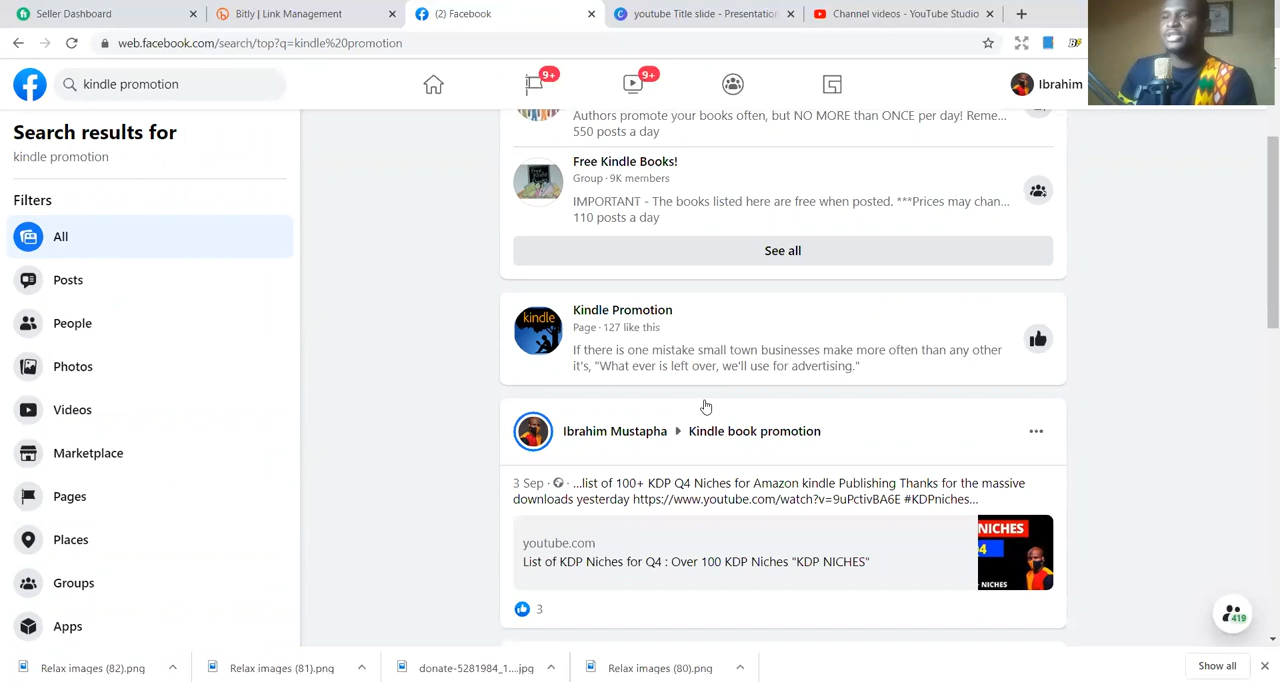 Seller Dashboard
Bitly | Link Management
(2) Facebook
youtube Title slide - Presentation
Channel videos - YouTube Studio
web.facebook.com/search/top?q=kindle%20promotion
kindle promotion
9+
9+
Ibrahim
Search results for
kindle promotion
Filters
All
Posts
People
Photos
Videos
Marketplace
Pages
Places
Groups
Apps
Authors promote your books often, but NO MORE than ONCE per day! Reme...
550 posts a day
Free Kindle Books!
Group · 9K members
IMPORTANT - The books listed here are free when posted. ***Prices may chan...
110 posts a day
See all
kindle
Kindle Promotion
Page · 127 like this
If there is one mistake small town businesses make more often than any other
it's, "What ever is left over, we'll use for advertising."
Ibrahim Mustapha ▸ Kindle book promotion
3 Sep · ...list of 100+ KDP Q4 Niches for Amazon kindle Publishing Thanks for the massive
downloads yesterday https://www.youtube.com/watch?v=9uPctivBA6E #KDPniches...
youtube.com
List of KDP Niches for Q4 : Over 100 KDP Niches "KDP NICHES"
NICHES
4
NICHES
3
419
Relax images (82).png
Relax images (81).png
donate-5281984_1....jpg
Relax images (80).png
Show all